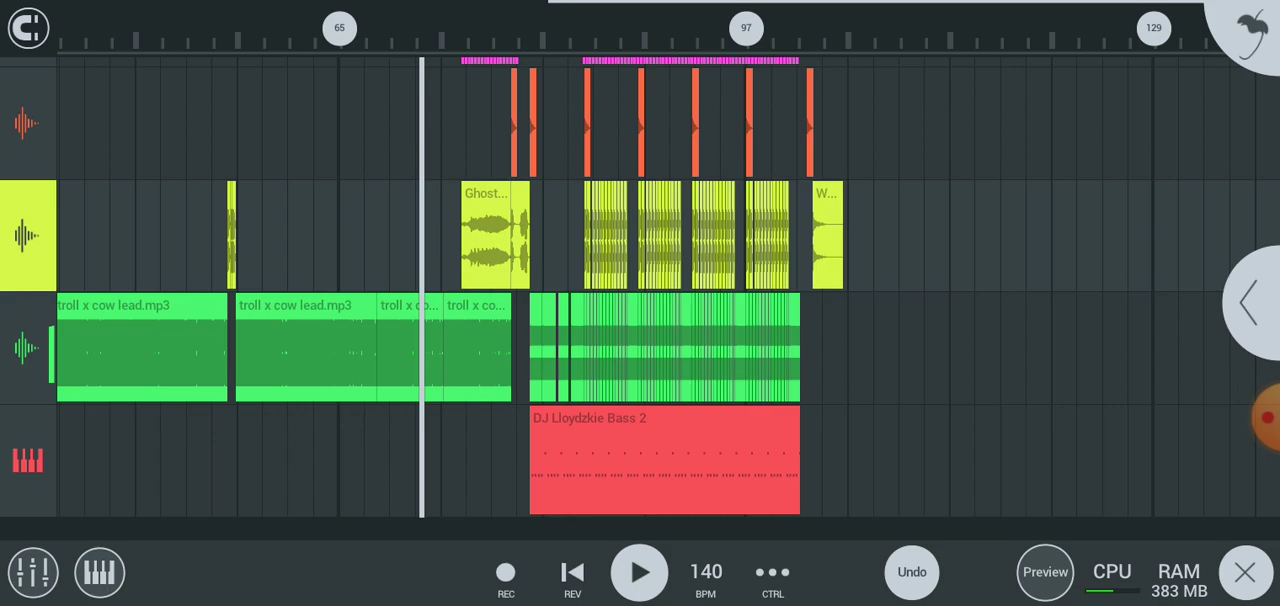 65
97
129
Ghost...
W...
troll x cow lead.mp3
troll x cow lead.mp3
troll x c o...
troll x co...
DJ Lloydzkie Bass 2
REC
REV
140
BPM
CTRL
Undo
Preview
CPU
RAM
383 MB